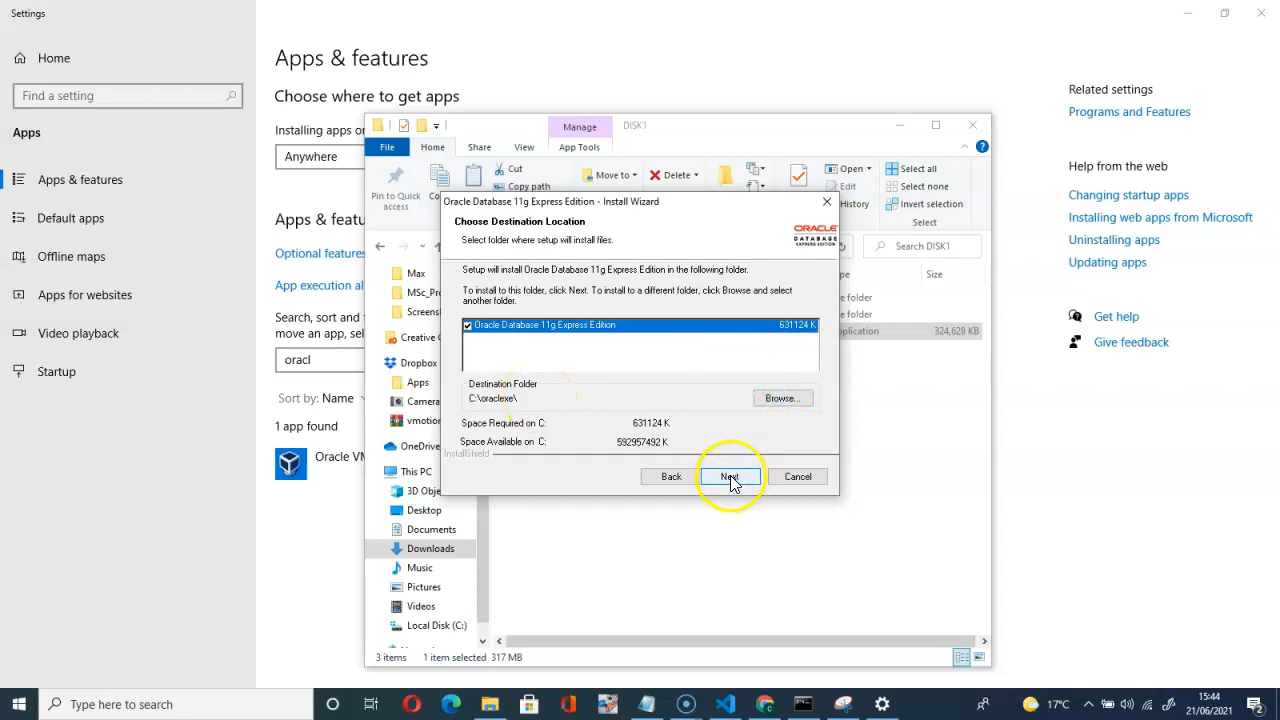 Settings
Home
Find a setting
Apps
Apps & features
Default apps
Offline maps
Apps for websites
Video playback
Startup
Apps & features
Choose where to get apps
Installing apps
Anywhere
Apps &
Optional features
App execution
Search, sort and
move an app,
oracl
Sort by: Name
1 app found
Oracle
Related settings
Programs and Features
Help from the web
Changing startup apps
Installing web apps from Microsoft
Uninstalling apps
Updating apps
Get help
Give feedback
Manage
DISK1
File
Home
Share
View
App Tools
Pin to Quick
access
Cut
Copy path
Move to
Delete
Open
Edit
History
Select all
Select none
Invert selection
Select
Search DISK1
Size
folder
folder
324,628 KB
Max
Creative
Dropbox
Apps
Camera
vmotion
OneDrive
This PC
Desktop
Documents
Downloads
Music
Pictures
Videos
Local Disk (C:)
3 items
1 item selected 317 MB
Oracle Database 11g Express Edition - Install Wizard
Choose Destination Location
Select folder where setup will install files.
ORACLE
DATABASE
EXPRESS EDITION
Setup will install Oracle Database 11g Express Edition in the following folder.
To install to this folder, click Next. To install to a different folder, click Browse and select
another folder.
Oracle Database 11g Express Edition 631124 K
Destination Folder
C:\oraclexe\
Browse...
Space Required on C: 631124 K
Space Available on C: 592957492 K
InstallShield
Back
Next
Cancel
Type here to search
17°C
15:44
21/06/2021
2